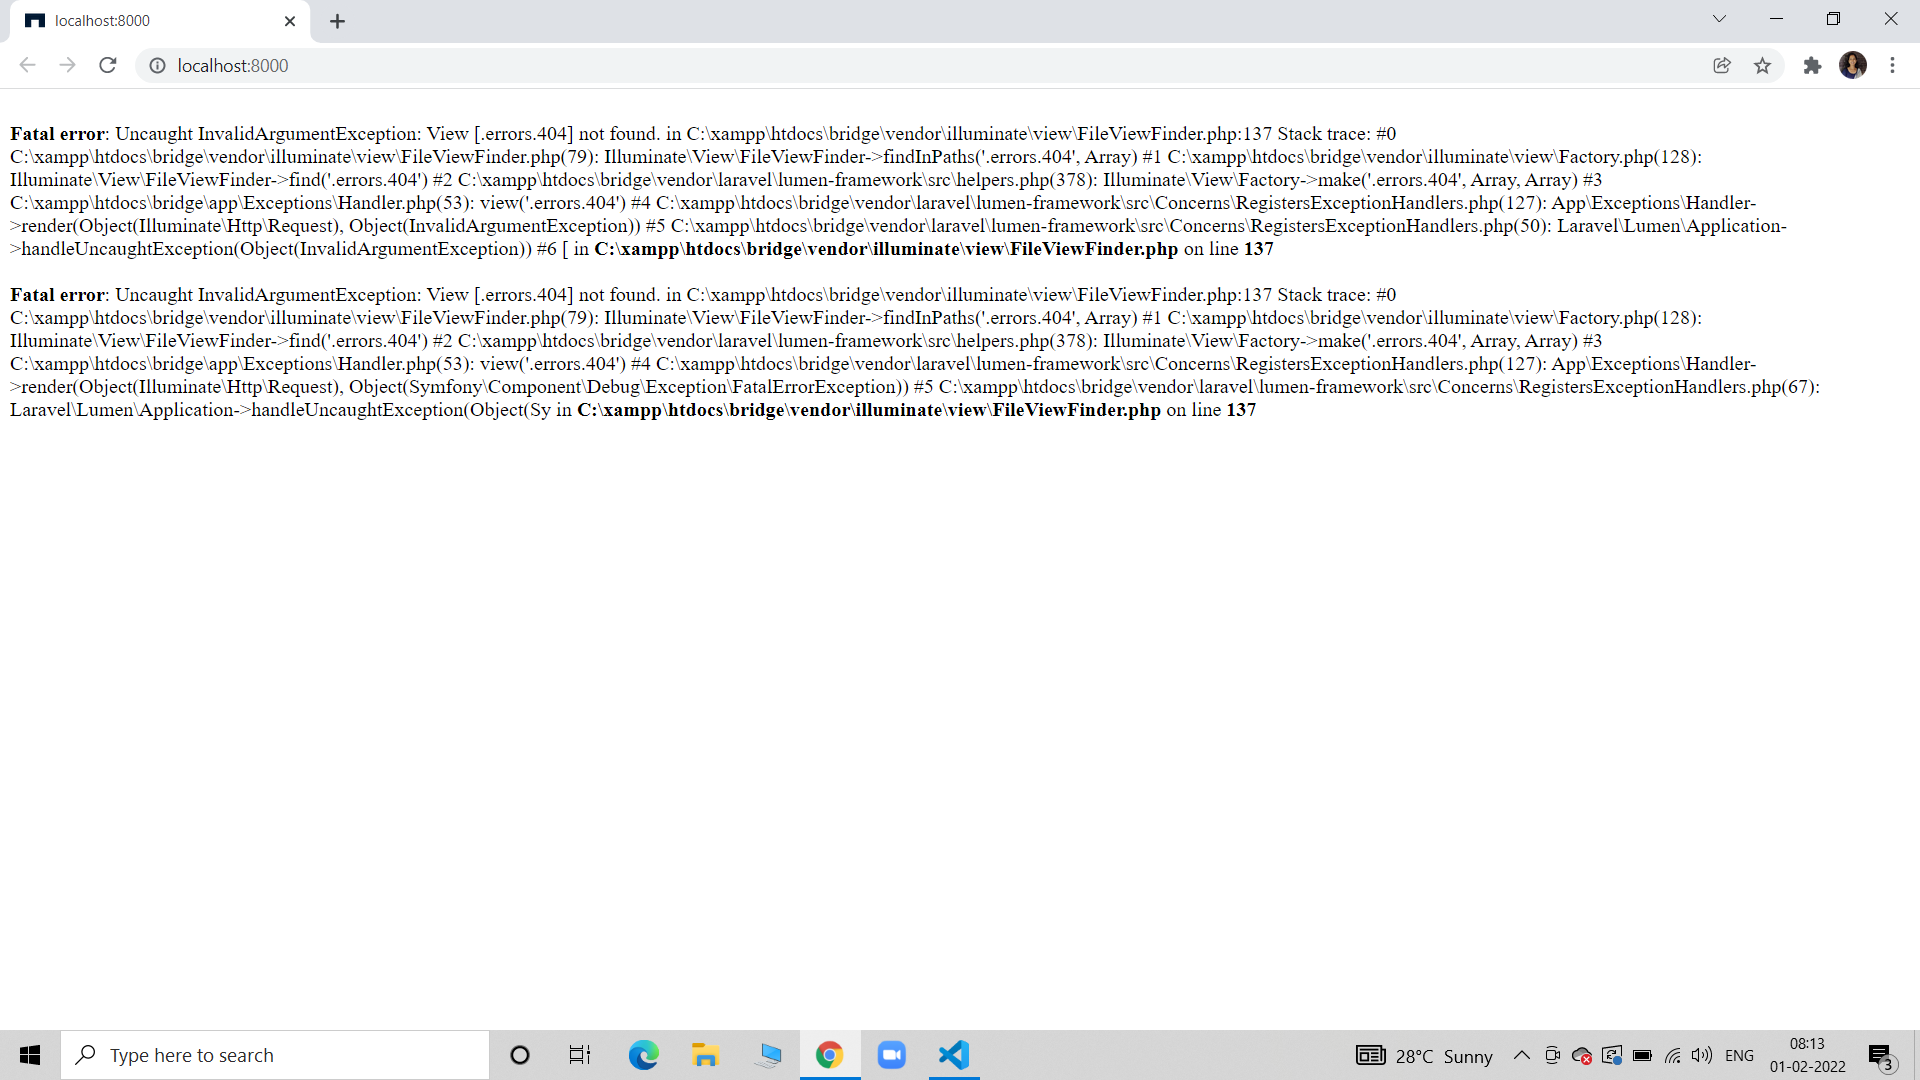 localhost:8000
localhost:8000
Fatal error: Uncaught InvalidArgumentException: View [.errors.404] not found. in C:\xampp\htdocs\bridge\vendor\illuminate\view\FileViewFinder.php:137 Stack trace: #0
C:\xampp\htdocs\bridge\vendor\illuminate\view\FileViewFinder.php(79): Illuminate\View\FileViewFinder->findInPaths('.errors.404', Array) #1 C:\xampp\htdocs\bridge\vendor\illuminate\view\Factory.php(128):
Illuminate\View\FileViewFinder->find('.errors.404') #2 C:\xampp\htdocs\bridge\vendor\laravel\lumen-framework\src\helpers.php(378): Illuminate\View\Factory->make('.errors.404', Array, Array) #3
C:\xampp\htdocs\bridge\app\Exceptions\Handler.php(53): view('.errors.404') #4 C:\xampp\htdocs\bridge\vendor\laravel\lumen-framework\src\Concerns\RegistersExceptionHandlers.php(127): App\Exceptions\Handler-
>render(Object(Illuminate\Http\Request), Object(InvalidArgumentException)) #5 C:\xampp\htdocs\bridge\vendor\laravel\lumen-framework\src\Concerns\RegistersExceptionHandlers.php(50): Laravel\Lumen\Application-
>handleUncaughtException(Object(InvalidArgumentException)) #6 [ in C:\xampp\htdocs\bridge\vendor\illuminate\view\FileViewFinder.php on line 137
Fatal error: Uncaught InvalidArgumentException: View [.errors.404] not found. in C:\xampp\htdocs\bridge\vendor\illuminate\view\FileViewFinder.php:137 Stack trace: #0
C:\xampp\htdocs\bridge\vendor\illuminate\view\FileViewFinder.php(79): Illuminate\View\FileViewFinder->findInPaths('.errors.404', Array) #1 C:\xampp\htdocs\bridge\vendor\illuminate\view\Factory.php(128):
Illuminate\View\FileViewFinder->find('.errors.404') #2 C:\xampp\htdocs\bridge\vendor\laravel\lumen-framework\src\helpers.php(378): Illuminate\View\Factory->make('.errors.404', Array, Array) #3
C:\xampp\htdocs\bridge\app\Exceptions\Handler.php(53): view('.errors.404') #4 C:\xampp\htdocs\bridge\vendor\laravel\lumen-framework\src\Concerns\RegistersExceptionHandlers.php(127): App\Exceptions\Handler-
>render(Object(Illuminate\Http\Request), Object(Symfony\Component\Debug\Exception\FatalErrorException)) #5 C:\xampp\htdocs\bridge\vendor\laravel\lumen-framework\src\Concerns\RegistersExceptionHandlers.php(67):
Laravel\Lumen\Application->handleUncaughtException(Object(Sy in C:\xampp\htdocs\bridge\vendor\illuminate\view\FileViewFinder.php on line 137
Type here to search
28°C Sunny
ENG
08:13
01-02-2022
3